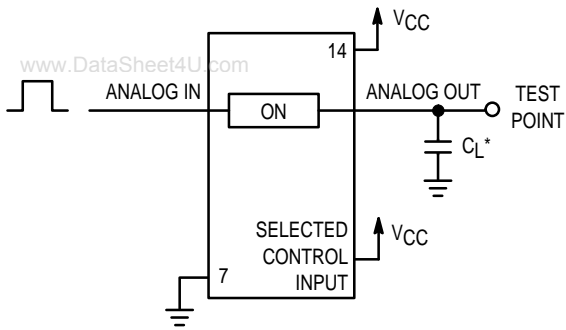 VCC
14
www.DataSheet4U.com
ANALOG IN
ON
ANALOG OUT
TEST
POINT
CL*
SELECTED
CONTROL
INPUT
VCC
7